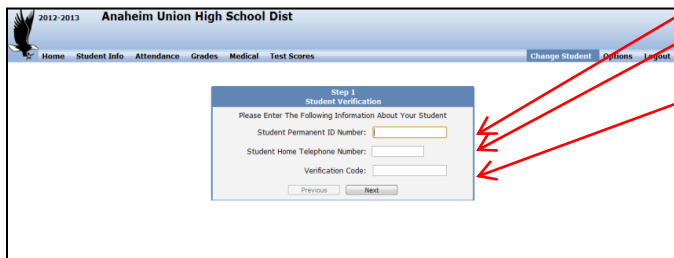 2012-2013 Anaheim Union High School Dist
Home Student Info Attendance Grades Medical Test Scores Change Student Options Logout
Step 1
Student Verification
Please Enter The Following Information About Your Student
Student Permanent ID Number:
Student Home Telephone Number:
Verification Code:
Previous Next